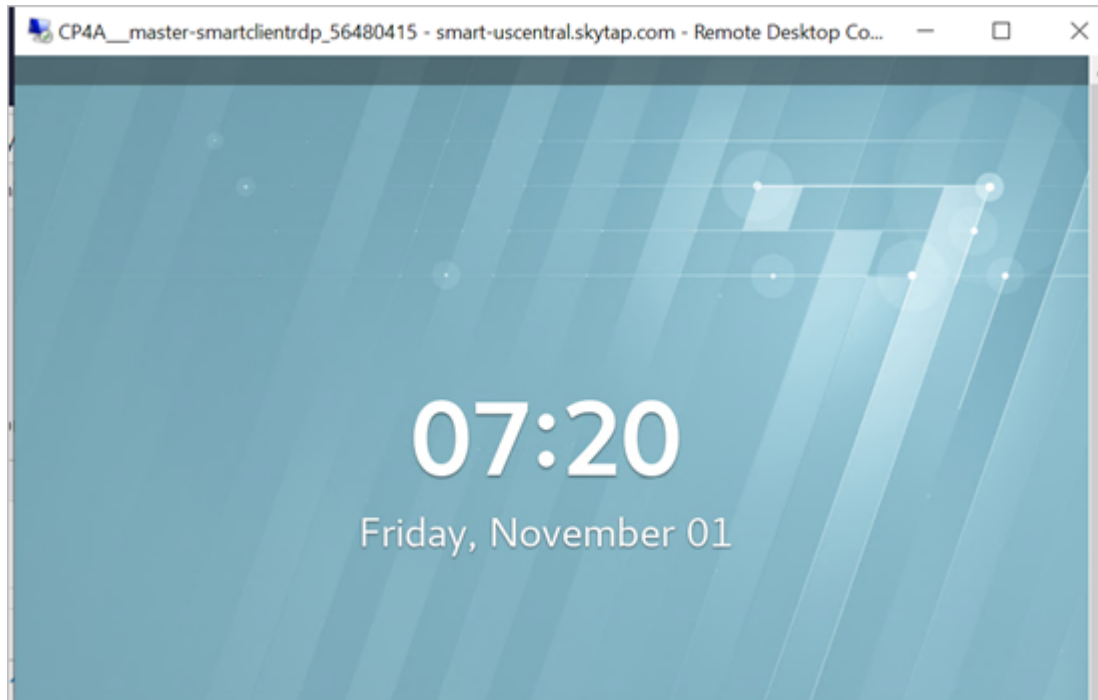 CP4A__master-smartclientrdp_56480415 - smart-uscentral.skytap.com - Remote Desktop Co...
07:20
Friday, November 01